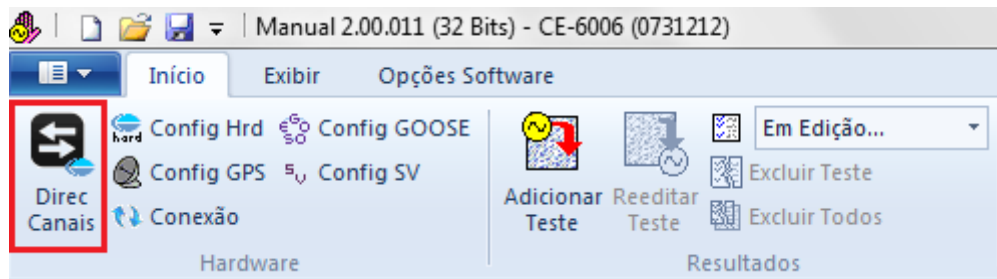 Manual 2.00.011 (32 Bits) - CE-6006 (0731212)
Início Exibir Opções Software
hard Config Hrd Config GOOSE Em Edição...
Config GPS Config SV Excluir Teste
Direc Canais Conexão Adicionar Teste Reeditar Teste Excluir Todos
Hardware Resultados